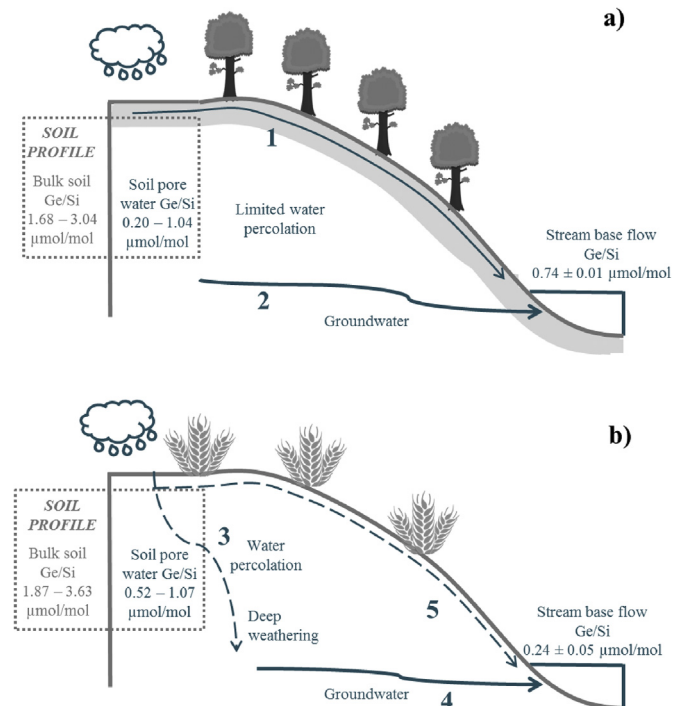 a)
SOIL
PROFILE
Bulk soil
Ge/Si
1.68 – 3.04
µmol/mol
Soil pore
water Ge/Si
0.20 – 1.04
µmol/mol
1
Limited water
percolation
Stream base flow
Ge/Si
0.74 ± 0.01 µmol/mol
2
Groundwater
b)
SOIL
PROFILE
Bulk soil
Ge/Si
1.87 – 3.63
µmol/mol
Soil pore
water Ge/Si
0.52 – 1.07
µmol/mol
3
Water
percolation
Deep
weathering
5
Stream base flow
Ge/Si
0.24 ± 0.05 µmol/mol
Groundwater
4